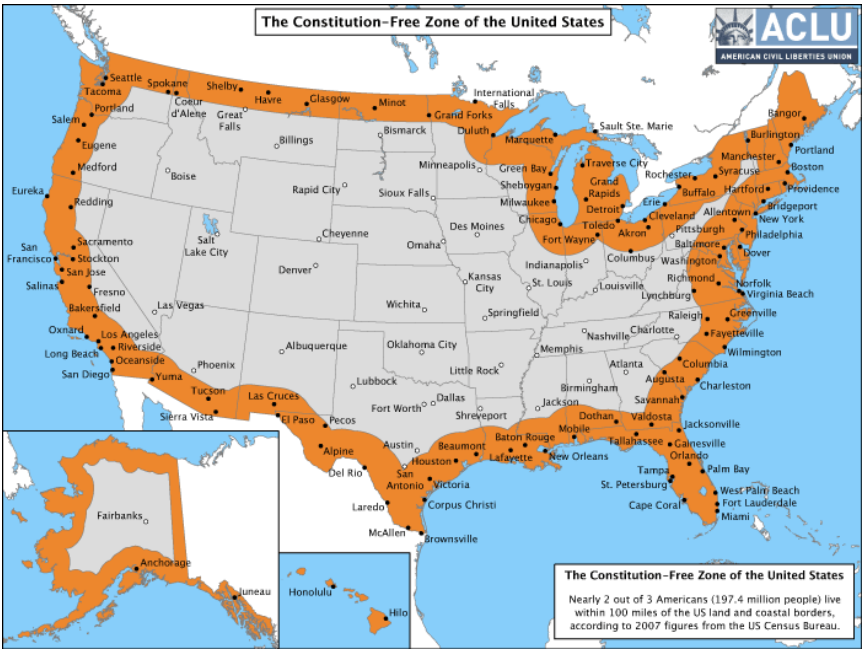 The Constitution-Free Zone of the United States
ACLU
AMERICAN CIVIL LIBERTIES UNION
Seattle
Tacoma
Spokane
Coeur
d'Alene
Shelby
Havre
Great
Falls
Glasgow
Minot
Grand Forks
International
Falls
Duluth
Marquette
Sault Ste. Marie
Bangor
Portland
Salem
Eugene
Medford
Billings
Bismarck
Minneapolis
Green Bay
Traverse City
Burlington
Portland
Manchester
Boston
Rochester
Syracuse
Buffalo
Hartford
Providence
Boise
Rapid City
Sioux Falls
Sheboygan
Milwaukee
Grand
Rapids
Detroit
Erie
Bridgeport
Eureka
Redding
Chicago
Toledo
Cleveland
Allentown
New York
Fort Wayne
Akron
Pittsburgh
Philadelphia
Sacramento
Stockton
San
Francisco
San Jose
Salinas
Fresno
Salt
Lake City
Cheyenne
Denver
Omaha
Des Moines
Indianapolis
Columbus
Baltimore
Washington
Dover
Richmond
Norfolk
Virginia Beach
Lynchburg
Kansas
City
St. Louis
Louisville
Las Vegas
Wichita
Springfield
Raleigh
Greenville
Bakersfield
Oxnard
Los Angeles
Riverside
Long Beach
Oceanside
San Diego
Yuma
Phoenix
Albuquerque
Oklahoma City
Little Rock
Memphis
Nashville
Charlotte
Fayetteville
Wilmington
Atlanta
Columbia
Birmingham
Augusta
Charleston
Savannah
Tucson
Sierra Vista
Las Cruces
El Paso
Pecos
Lubbock
Fort Worth
Dallas
Shreveport
Jackson
Dothan
Valdosta
Mobile
Jacksonville
Alpine
Del Rio
Austin
San
Antonio
Houston
Beaumont
Baton Rouge
Lafayette
New Orleans
Tallahassee
Gainesville
Orlando
Victoria
Corpus Christi
Laredo
McAllen
Brownsville
Tampa
St. Petersburg
Palm Bay
Cape Coral
West Palm Beach
Fort Lauderdale
Miami
Fairbanks
Anchorage
Juneau
Honolulu
Hilo
The Constitution-Free Zone of the United States
Nearly 2 out of 3 Americans (197.4 million people) live
within 100 miles of the US land and coastal borders,
according to 2007 figures from the US Census Bureau.